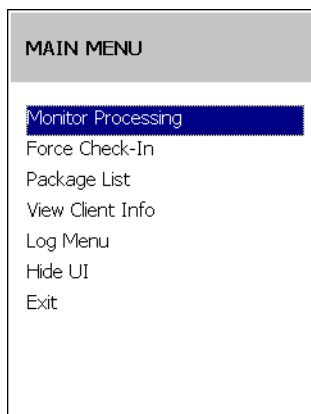 MAIN MENU
Monitor Processing
Force Check-In
Package List
View Client Info
Log Menu
Hide UI
Exit